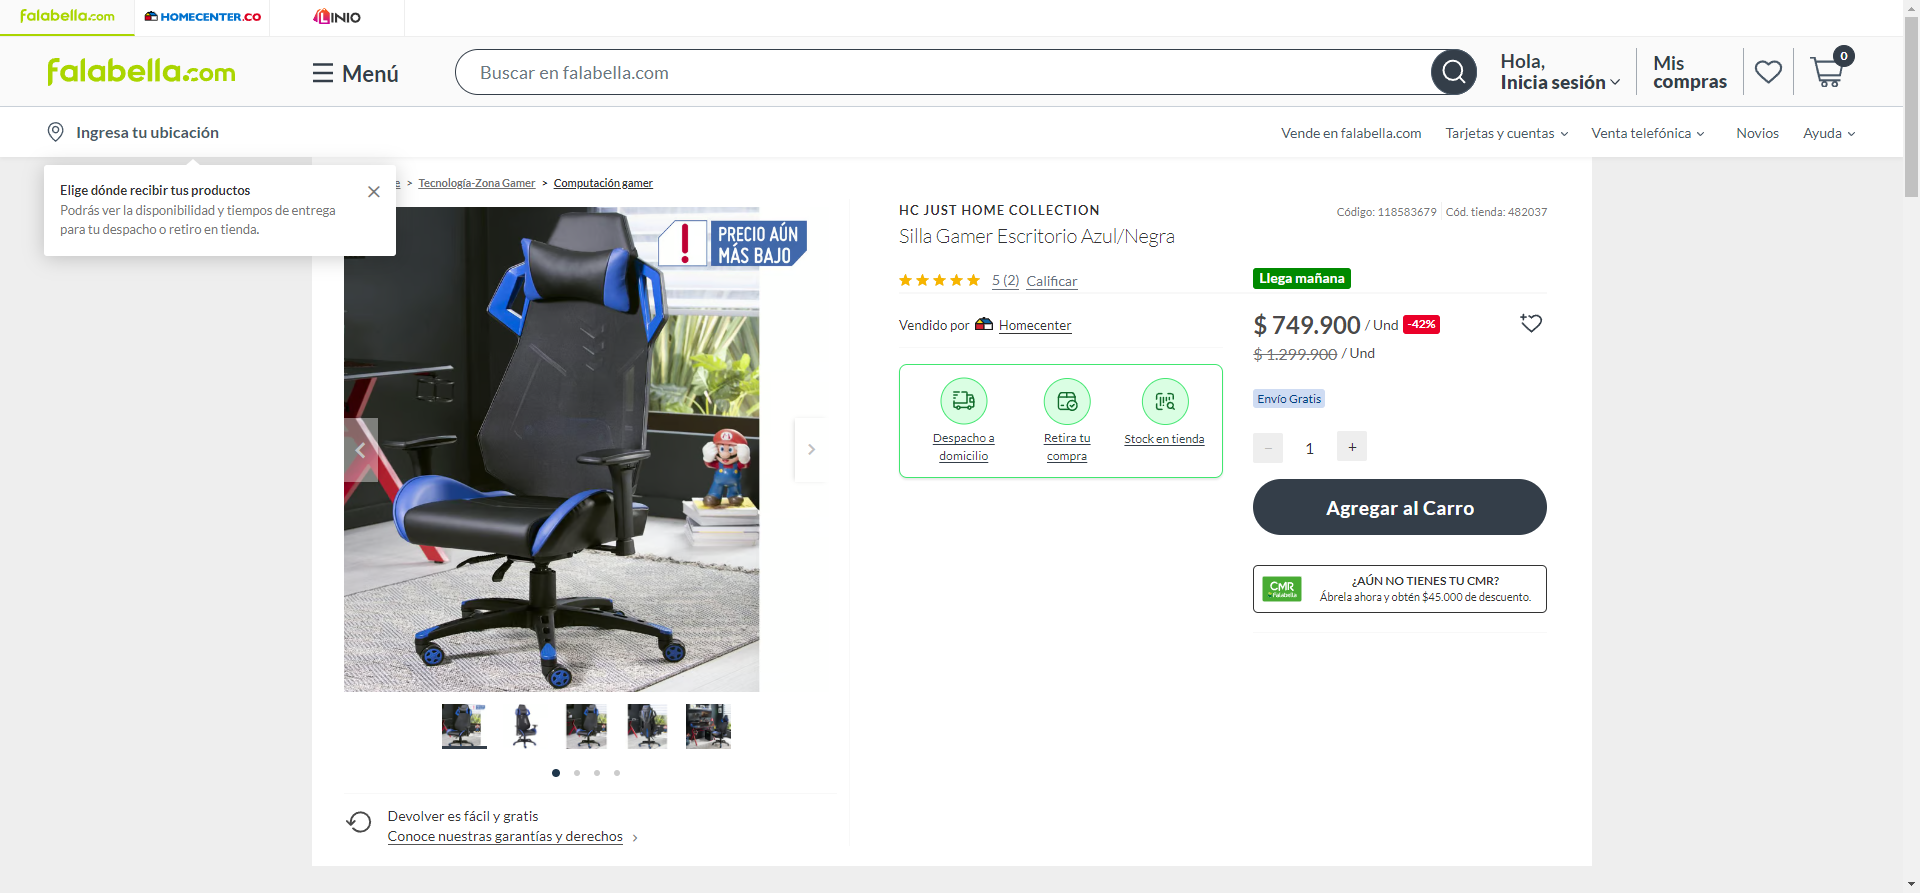 falabella.com
HOMECENTER.CO
LINIO
falabella.com
Menú
Buscar en falabella.com
Hola,
Inicia sesión
Mis
compras
0
Ingresa tu ubicación
Vende en falabella.com
Tarjetas y cuentas
Venta telefónica
Novios
Ayuda
Elige dónde recibir tus productos
Podrás ver la disponibilidad y tiempos de entrega
para tu despacho o retiro en tienda.
> Tecnología-Zona Gamer > Computación gamer
PRECIO AÚN
MÁS BAJO
HC JUST HOME COLLECTION
Código: 118583679
Cód. tienda: 482037
Silla Gamer Escritorio Azul/Negra
5 (2)
Calificar
Llega mañana
Vendido por Homecenter
$ 749.900 / Und -42%
$ 1.299.900 / Und
Despacho a
domicilio
Retira tu
compra
Stock en tienda
Envío Gratis
− 1 +
Agregar al Carro
CMR
Falabella
¿AÚN NO TIENES TU CMR?
Ábrela ahora y obtén $45.000 de descuento.
Devolver es fácil y gratis
Conoce nuestras garantías y derechos >